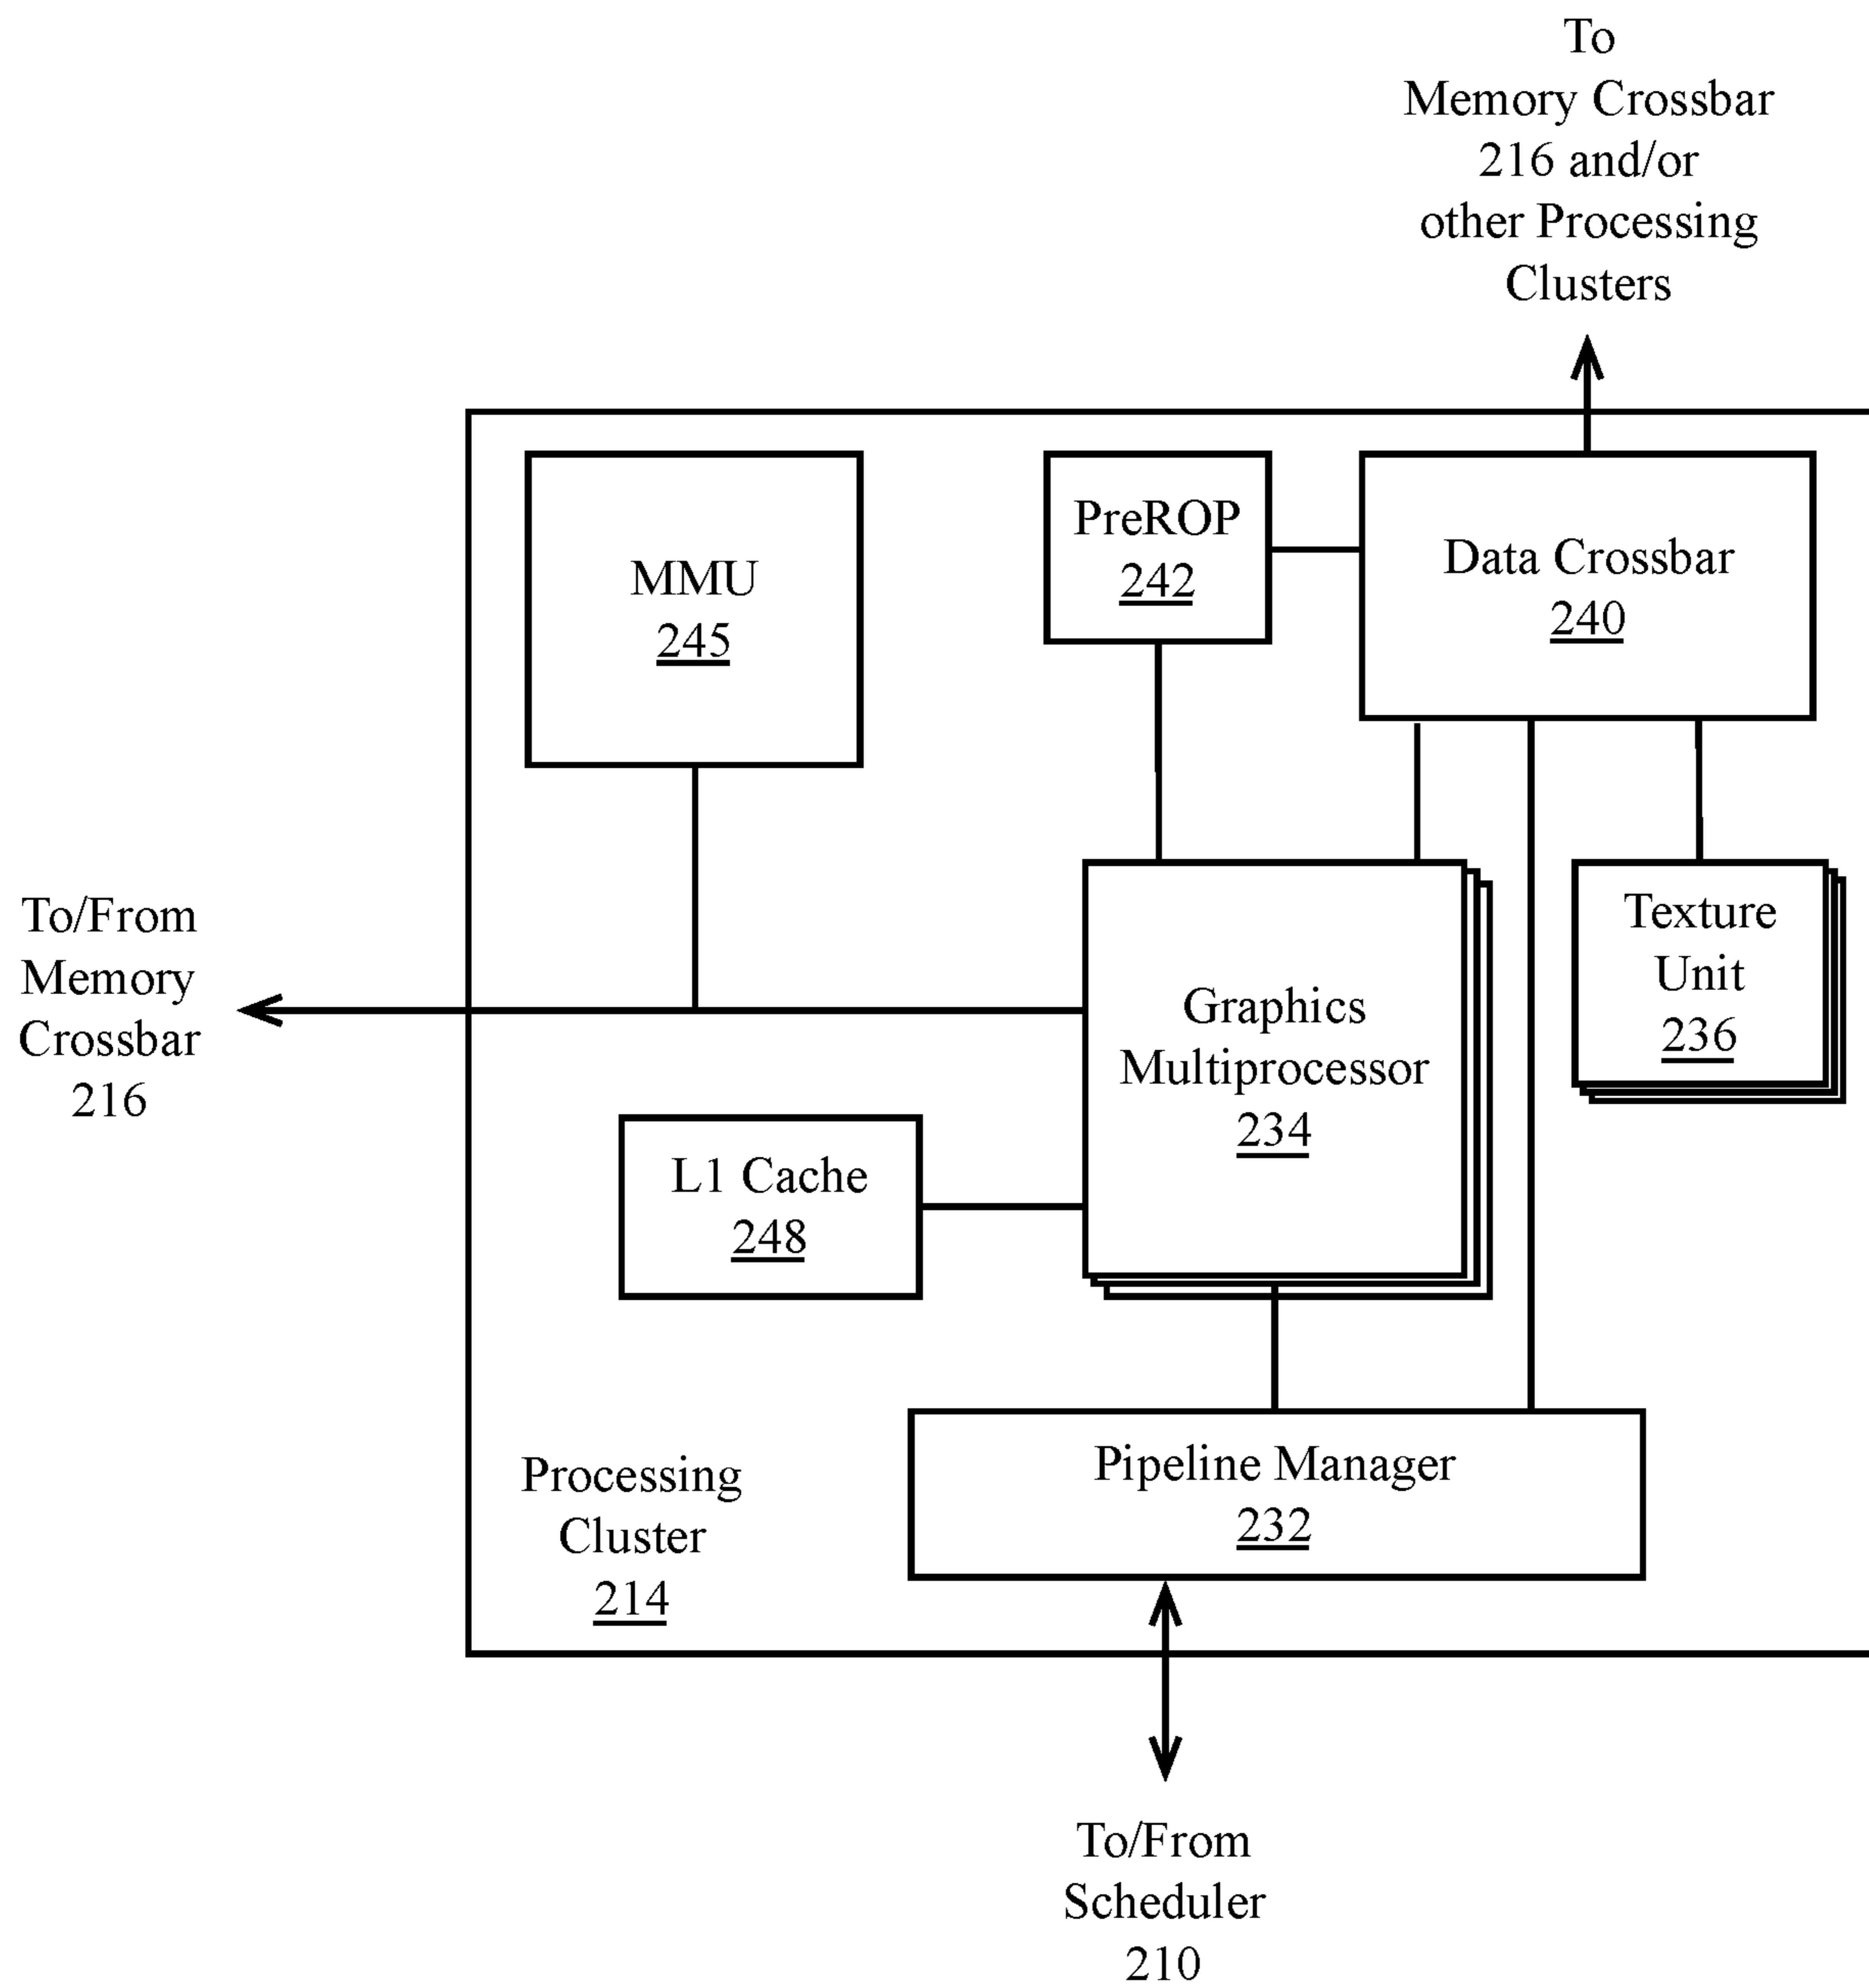 To
Memory Crossbar
216 and/or
other Processing
Clusters
MMU
245
PreROP
242
Data Crossbar
240
To/From
Memory
Crossbar
216
Graphics
Multiprocessor
234
Texture
Unit
236
L1 Cache
248
Processing
Cluster
214
Pipeline Manager
232
To/From
Scheduler
210